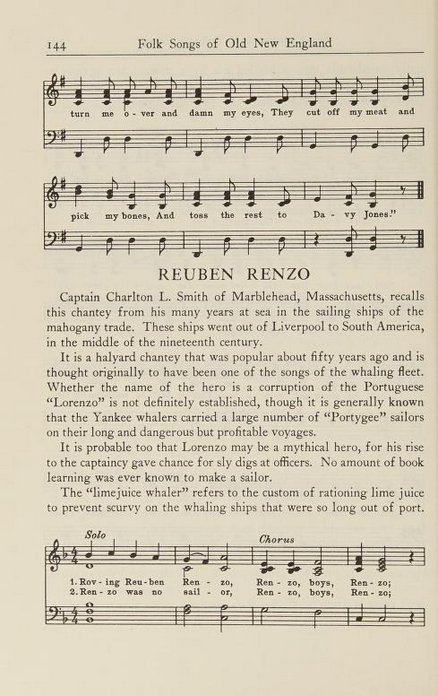 144 Folk Songs of Old New England
turn me o - ver and damn my eyes, They cut off my meat and
pick my bones, And toss the rest to Da - vy Jones."
REUBEN RENZO
Captain Charlton L. Smith of Marblehead, Massachusetts, recalls
this chantey from his many years at sea in the sailing ships of the
mahogany trade. These ships went out of Liverpool to South America,
in the middle of the nineteenth century.
It is a halyard chantey that was popular about fifty years ago and is
thought originally to have been one of the songs of the whaling fleet.
Whether the name of the hero is a corruption of the Portuguese
"Lorenzo" is not definitely established, though it is generally known
that the Yankee whalers carried a large number of "Portygee" sailors
on their long and dangerous but profitable voyages.
It is probable too that Lorenzo may be a mythical hero, for his rise
to the captaincy gave chance for sly digs at officers. No amount of book
learning was ever known to make a sailor.
The "limejuice whaler" refers to the custom of rationing lime juice
to prevent scurvy on the whaling ships that were so long out of port.
Solo Chorus
1. Rov - ing Reu - ben Ren - zo, Ren - zo, boys, Ren - zo;
2. Ren - zo was no sail - or, Ren - zo, boys, Ren - zo;